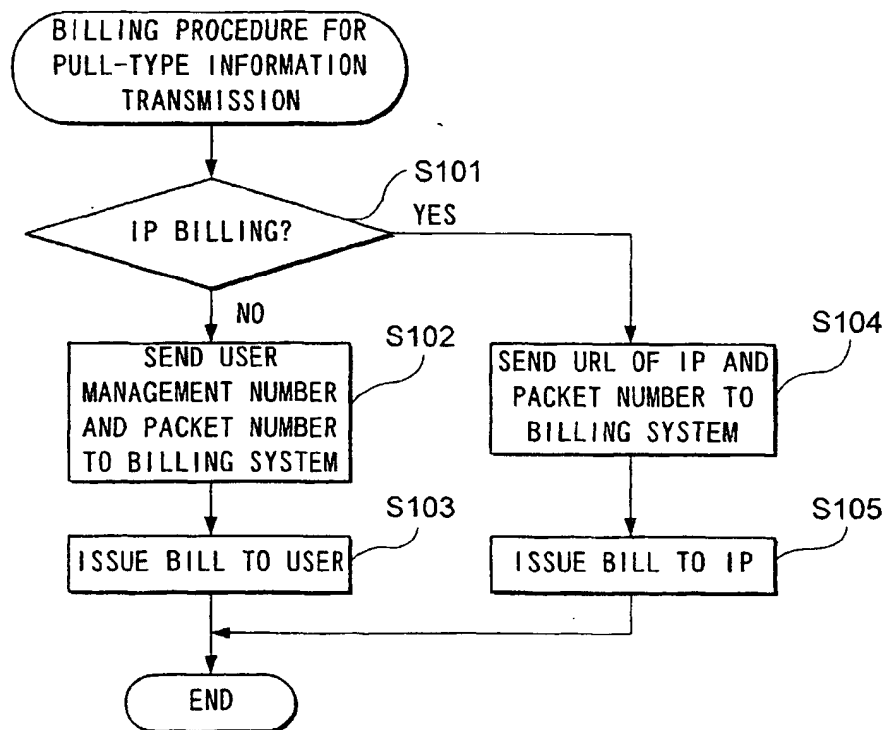 BILLING PROCEDURE FOR
PULL-TYPE INFORMATION
TRANSMISSION
S101
IP BILLING?
YES
NO
S102
SEND USER
MANAGEMENT NUMBER
AND PACKET NUMBER
TO BILLING SYSTEM
S104
SEND URL OF IP AND
PACKET NUMBER TO
BILLING SYSTEM
S103
ISSUE BILL TO USER
S105
ISSUE BILL TO IP
END